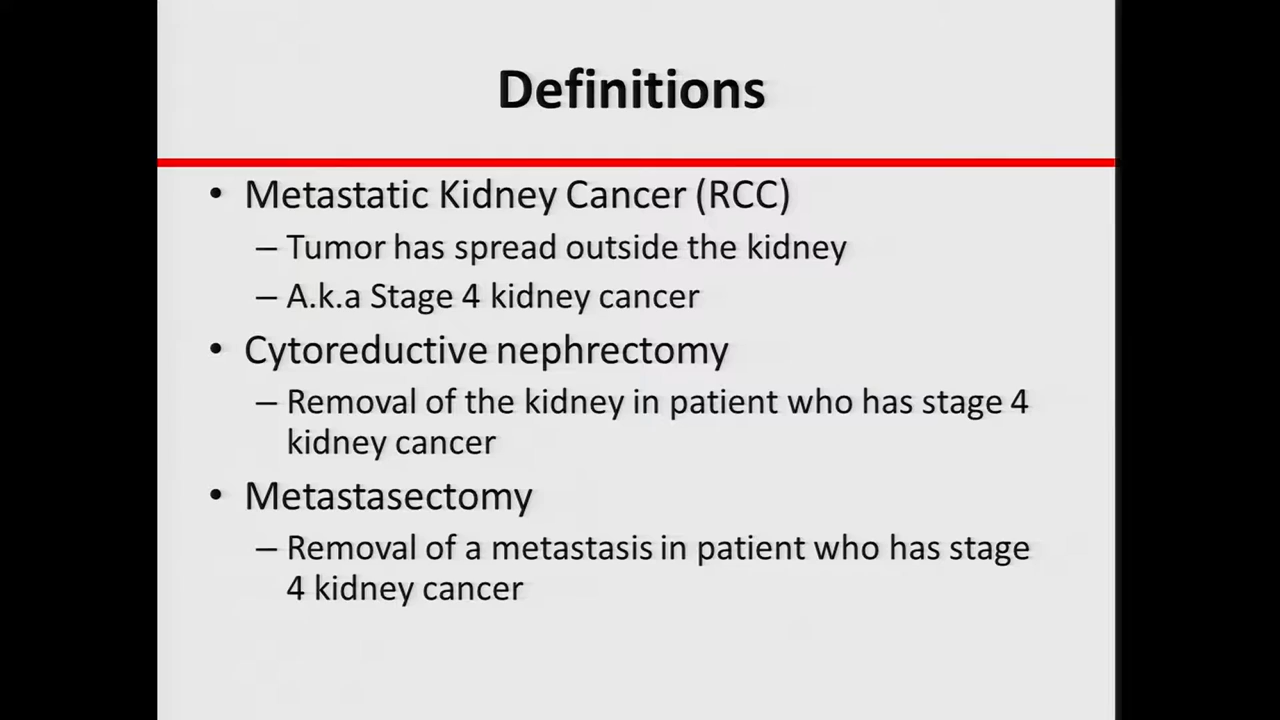 Definitions
• Metastatic Kidney Cancer (RCC)
– Tumor has spread outside the kidney
– A.k.a Stage 4 kidney cancer
• Cytoreductive nephrectomy
– Removal of the kidney in patient who has stage 4
kidney cancer
• Metastasectomy
– Removal of a metastasis in patient who has stage
4 kidney cancer